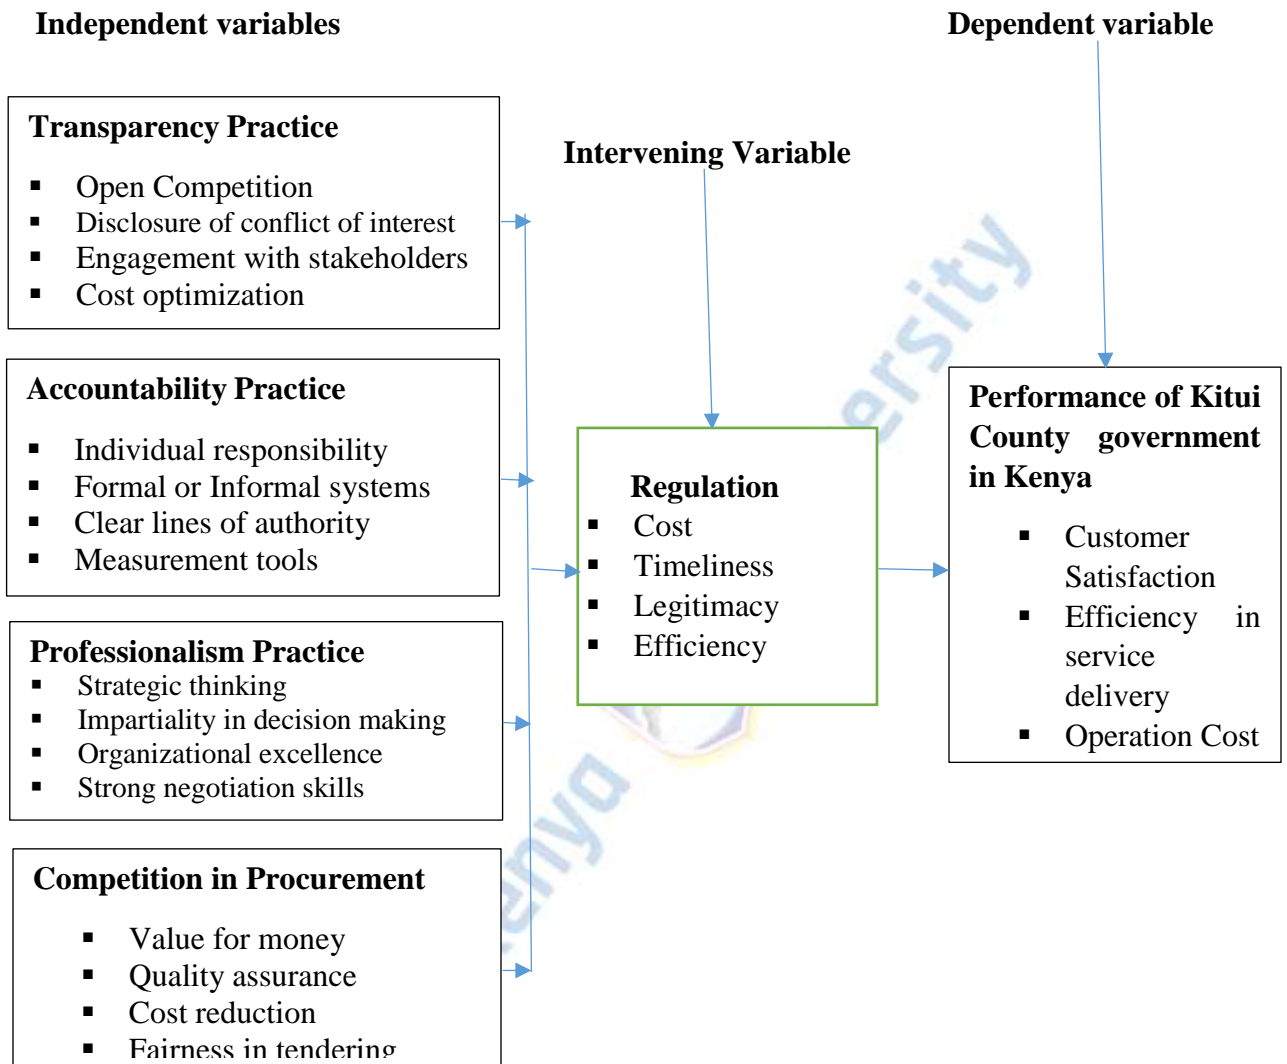 Independent variables
Dependent variable
Transparency Practice
▪ Open Competition
▪ Disclosure of conflict of interest
▪ Engagement with stakeholders
▪ Cost optimization
Intervening Variable
Accountability Practice
▪ Individual responsibility
▪ Formal or Informal systems
▪ Clear lines of authority
▪ Measurement tools
Professionalism Practice
▪ Strategic thinking
▪ Impartiality in decision making
▪ Organizational excellence
▪ Strong negotiation skills
Competition in Procurement
▪ Value for money
▪ Quality assurance
▪ Cost reduction
▪ Fairness in tendering
Regulation
▪ Cost
▪ Timeliness
▪ Legitimacy
▪ Efficiency
Performance of Kitui
County government
in Kenya
▪ Customer
Satisfaction
▪ Efficiency in
service
delivery
▪ Operation Cost